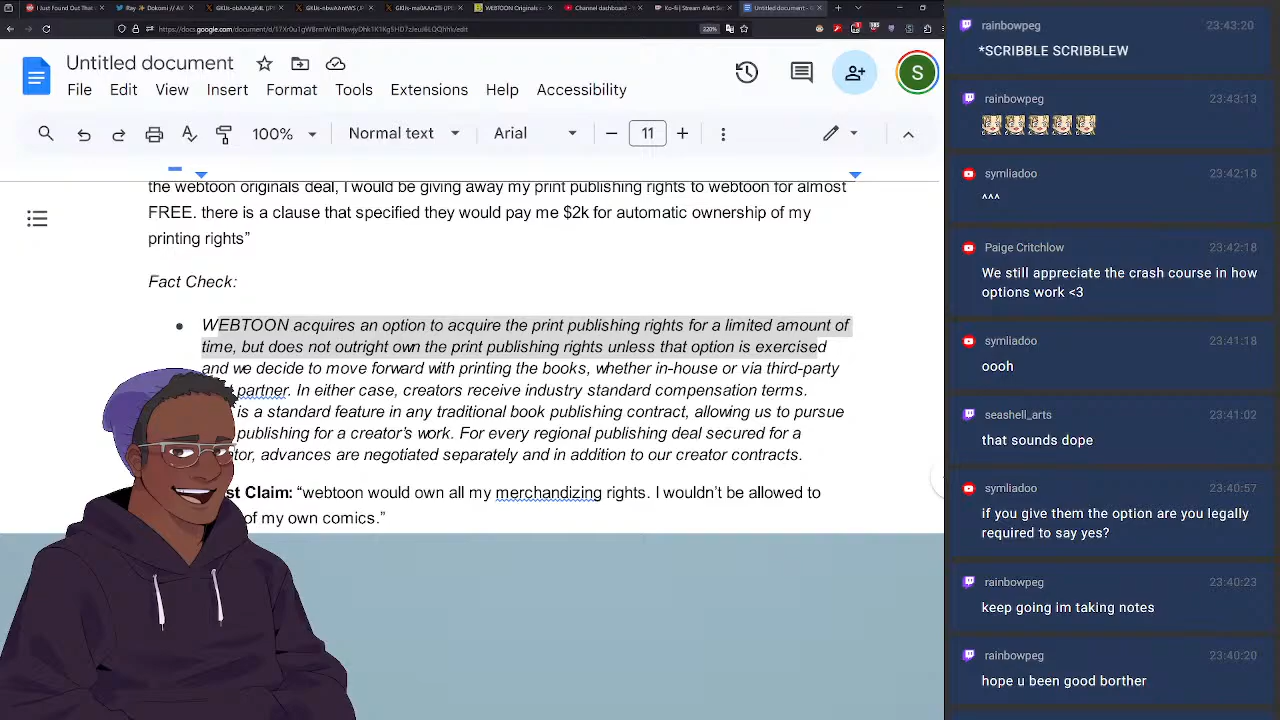 I Just Found Out That
Channel dashboard -
Untitled document -
220%
Untitled document
File Edit View Insert Format Tools Extensions Help Accessibility
S
100% Normal text Arial 11
the webtoon originals deal, I would be giving away my print publishing rights to webtoon for almost
FREE. there is a clause that specified they would pay me $2k for automatic ownership of my
printing rights”
Fact Check:
WEBTOON acquires an option to acquire the print publishing rights for a limited amount of
time, but does not outright own the print publishing rights unless that option is exercised
and we decide to move forward with printing the books, whether in-house or via third-party
partner. In either case, creators receive industry standard compensation terms.
is a standard feature in any traditional book publishing contract, allowing us to pursue
publishing for a creator’s work. For every regional publishing deal secured for a
tor, advances are negotiated separately and in addition to our creator contracts.
st Claim: “webtoon would own all my merchandizing rights. I wouldn’t be allowed to
of my own comics.”
rainbowpeg 23:43:20
*SCRIBBLE SCRIBBLEW
rainbowpeg 23:43:13
symliadoo 23:42:18
^^^
Paige Critchlow 23:42:18
We still appreciate the crash course in how
options work <3
symliadoo 23:41:18
oooh
seashell_arts 23:41:02
that sounds dope
symliadoo 23:40:57
if you give them the option are you legally
required to say yes?
rainbowpeg 23:40:23
keep going im taking notes
rainbowpeg 23:40:20
hope u been good borther